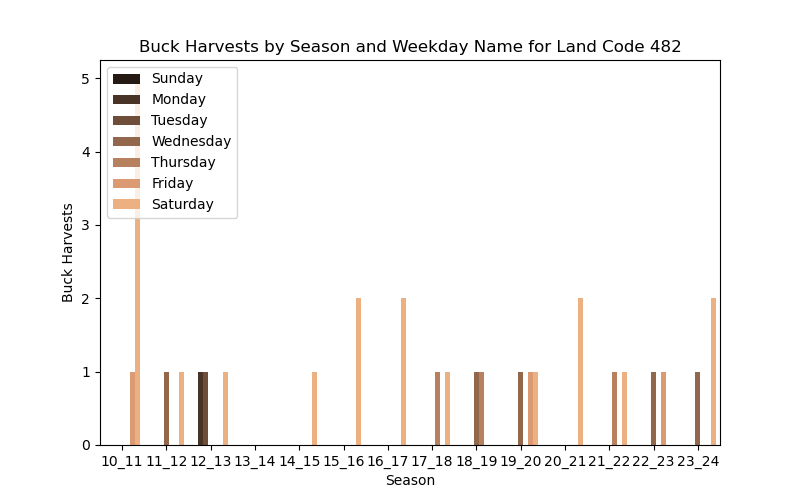 Buck Harvests by Season and Weekday Name for Land Code 482
Buck Harvests
5
4
3
2
1
0
Sunday
Monday
Tuesday
Wednesday
Thursday
Friday
Saturday
10_11 11_12 12_13 13_14 14_15 15_16 16_17 17_18 18_19 19_20 20_21 21_22 22_23 23_24
Season